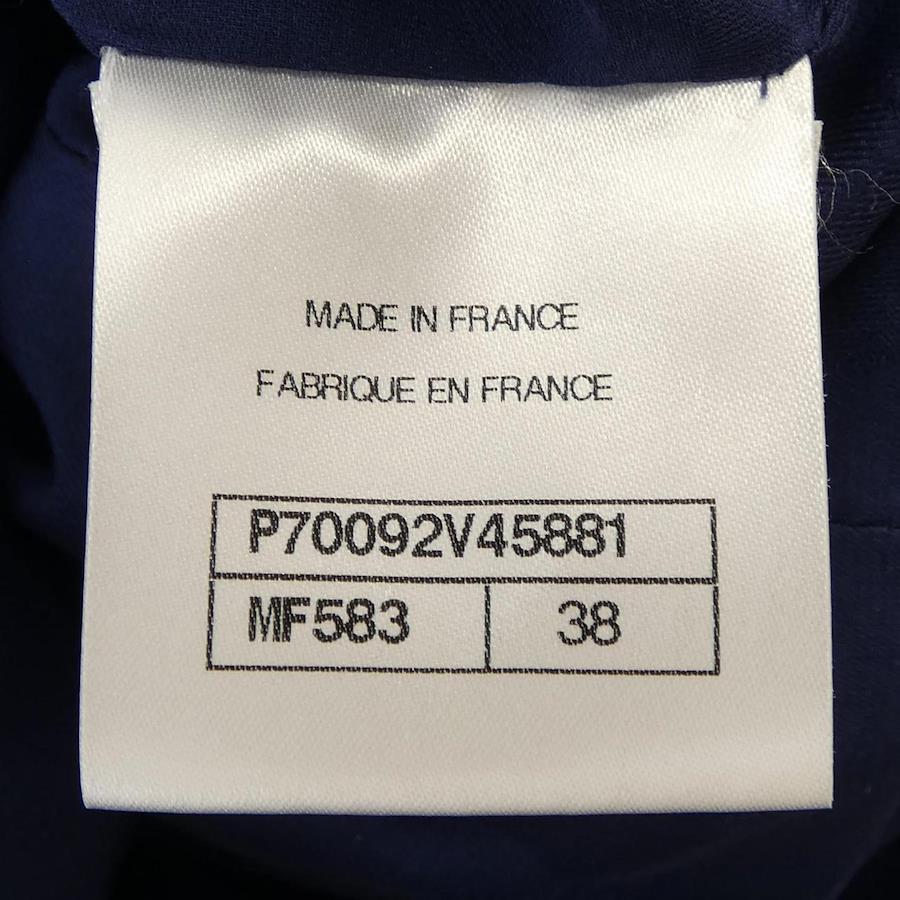 MADE IN FRANCE
FABRIQUE EN FRANCE
P70092V45881
MF583 38